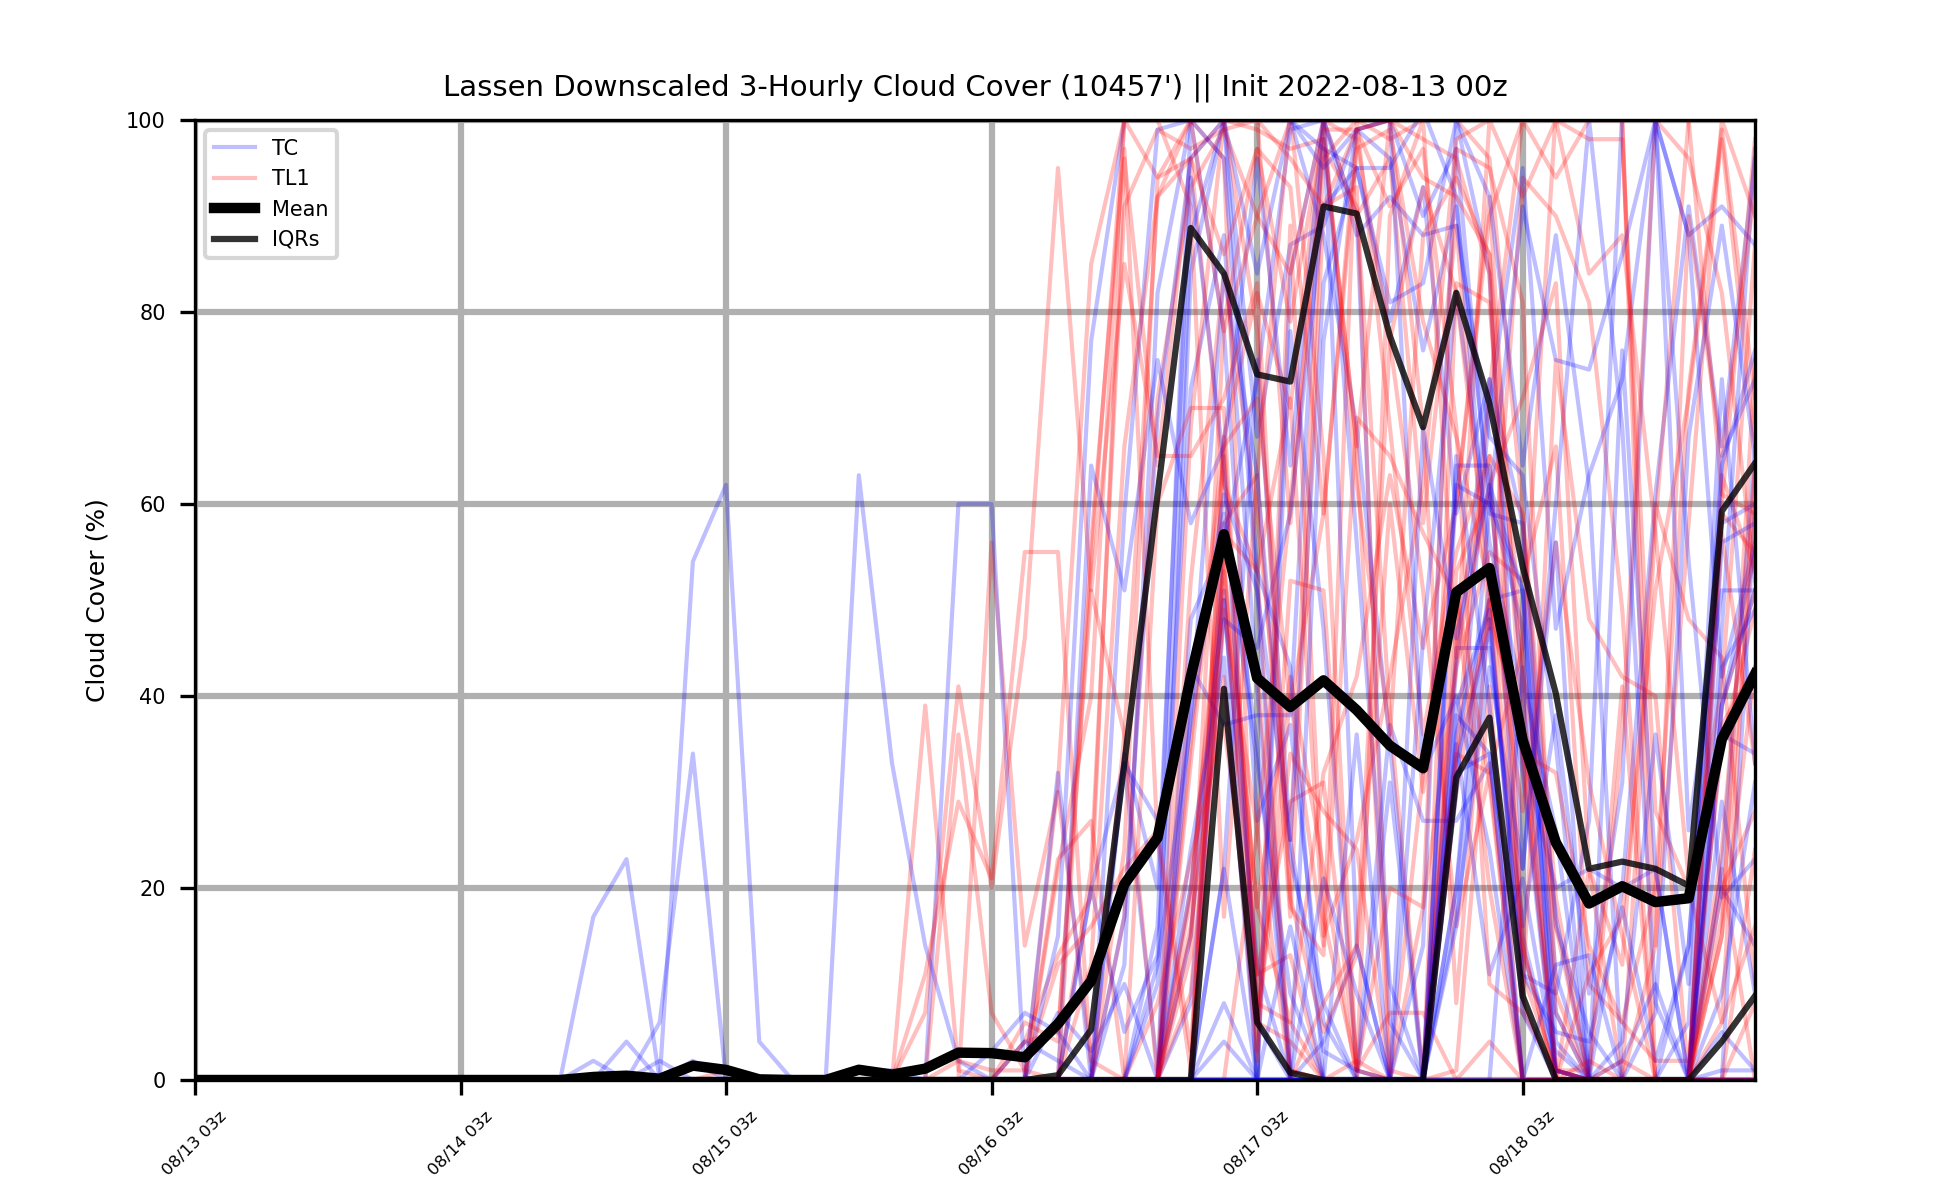 Lassen Downscaled 3-Hourly Cloud Cover (10457') || Init 2022-08-13 00z
100
80
60
40
20
0
Cloud Cover (%)
TC
TL1
Mean
IQRs
08/13 03z
08/14 03z
08/15 03z
08/16 03z
08/17 03z
08/18 03z